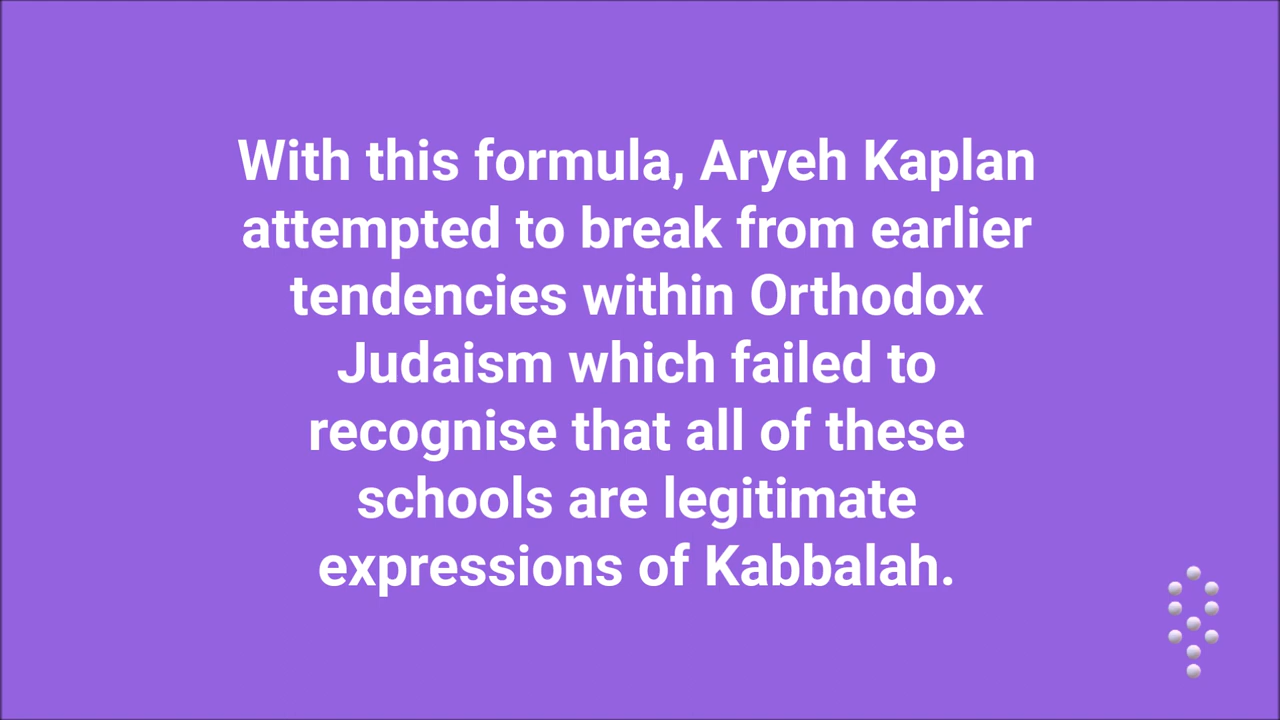 With this formula, Aryeh Kaplan
attempted to break from earlier
tendencies within Orthodox
Judaism which failed to
recognise that all of these
schools are legitimate
expressions of Kabbalah.